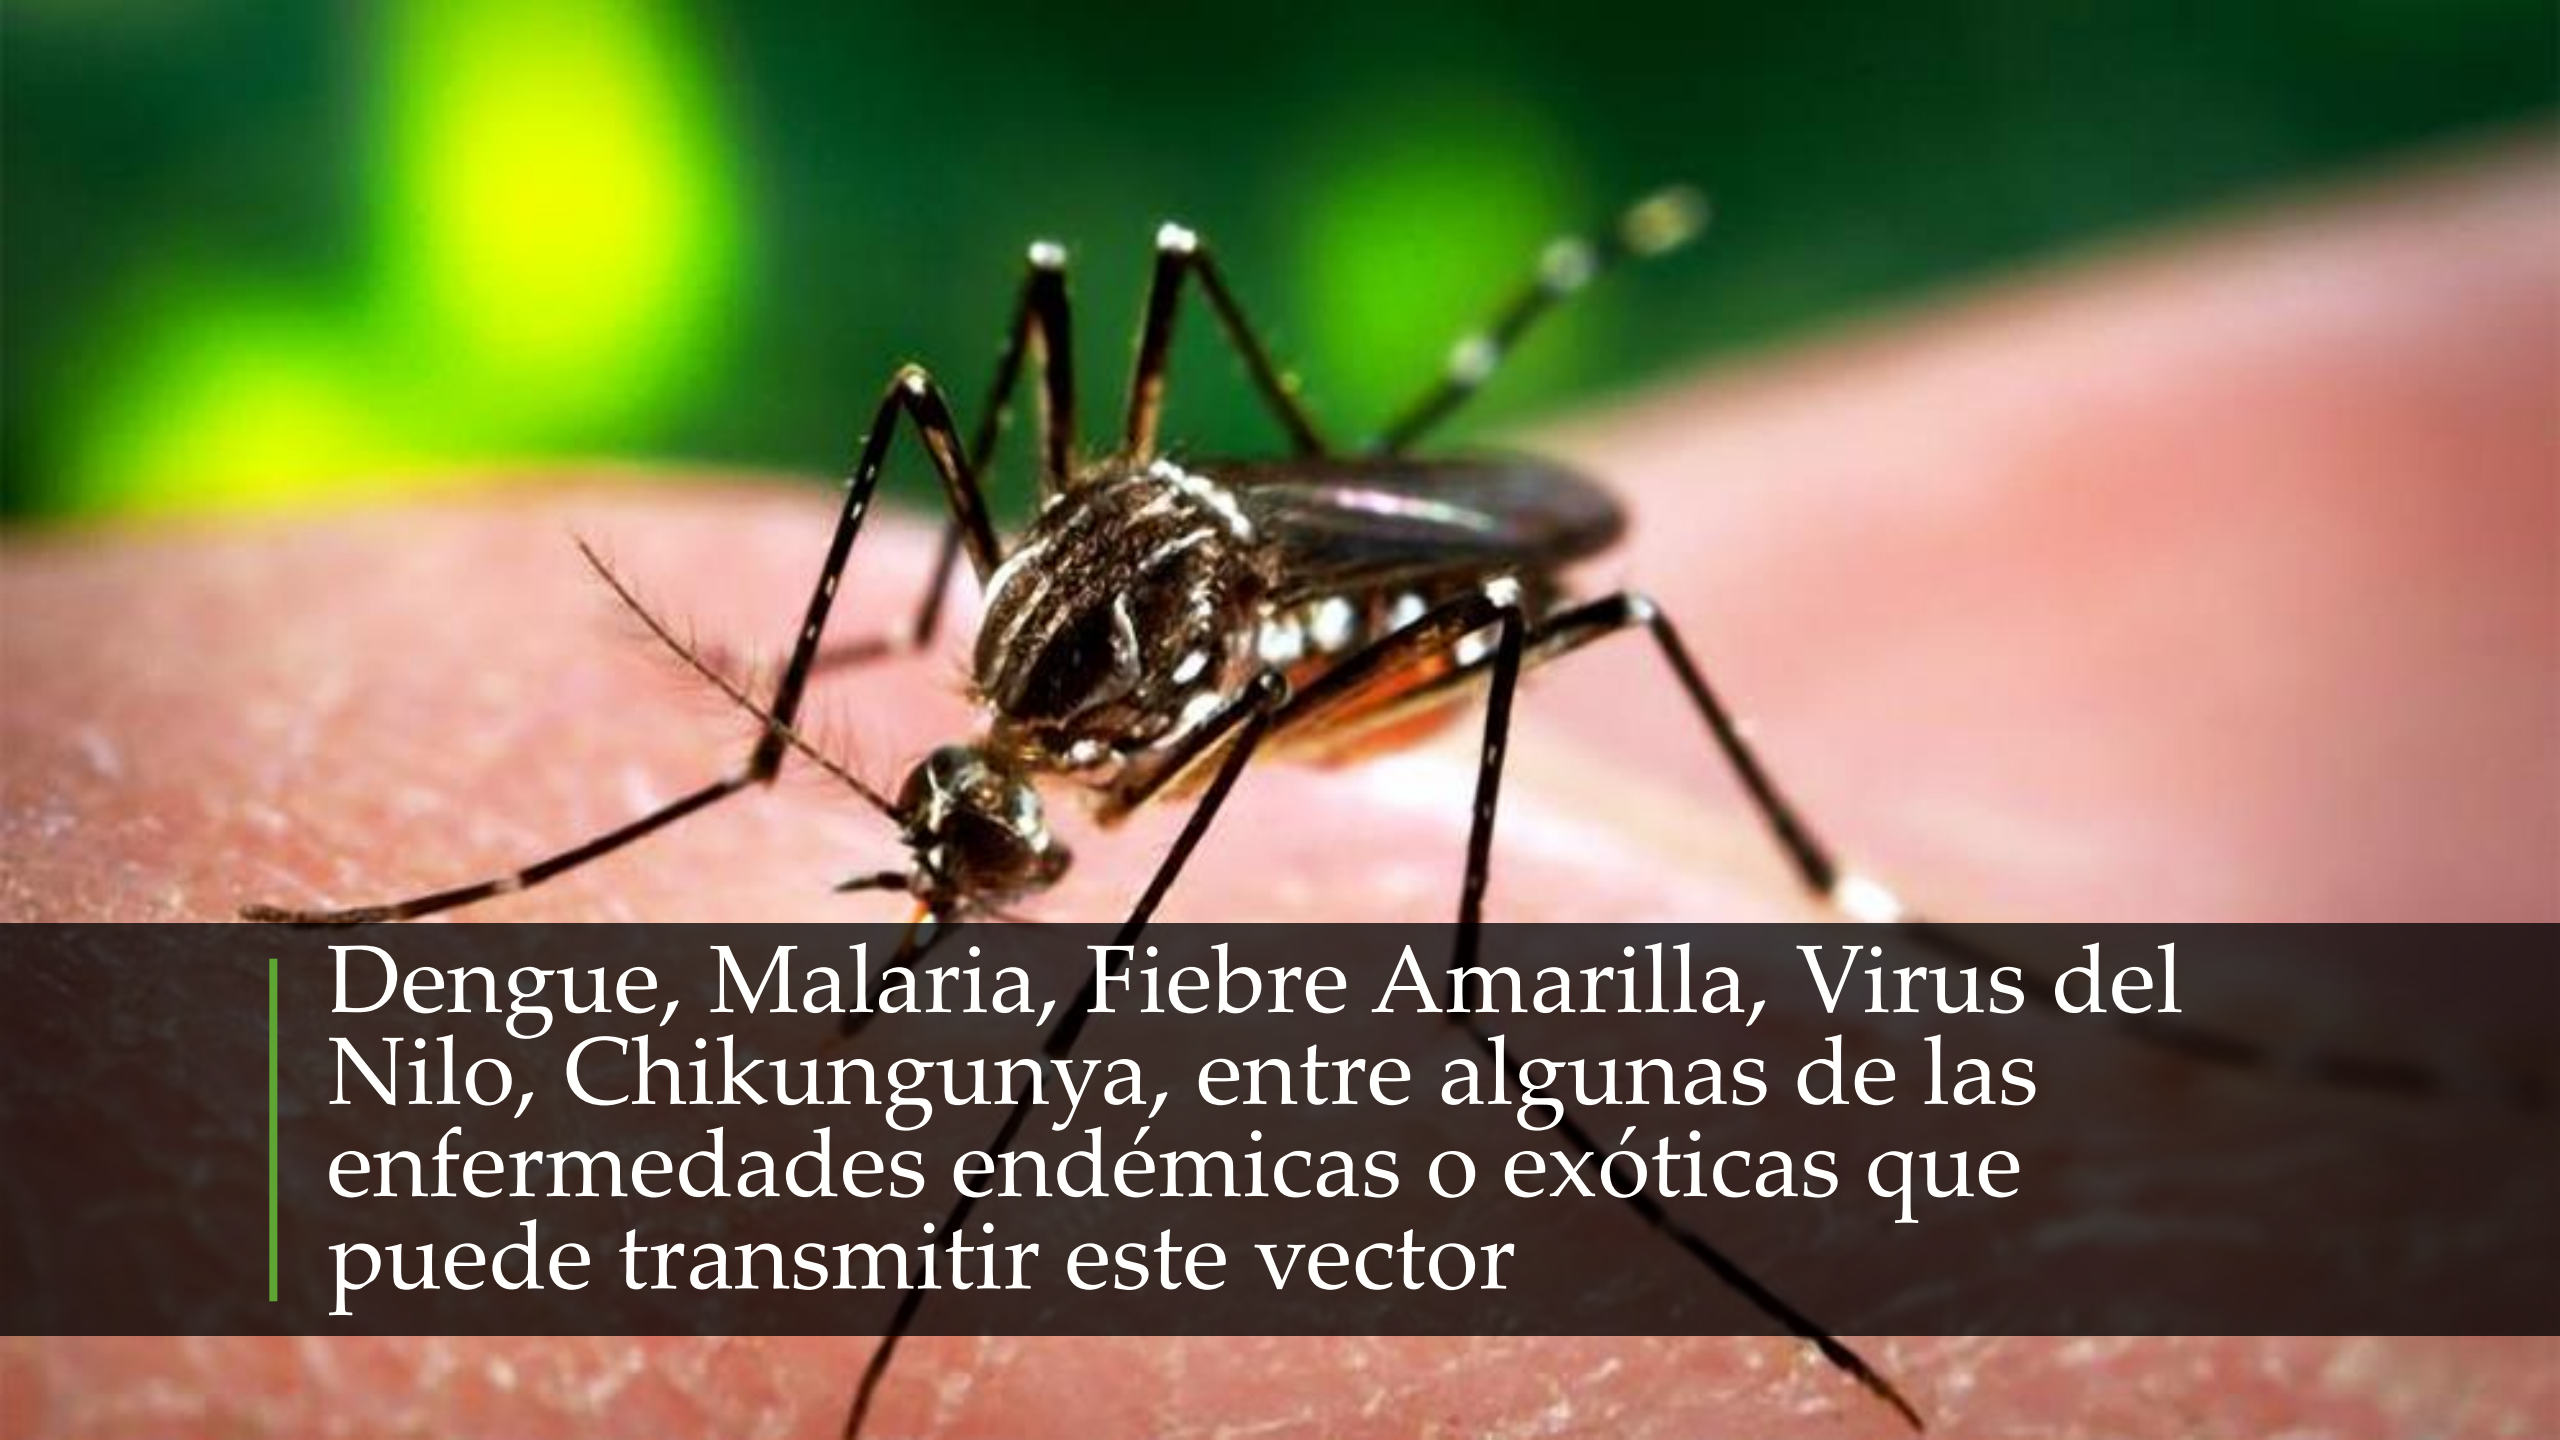 Dengue, Malaria, Fiebre Amarilla, Virus del
Nilo, Chikungunya, entre algunas de las
enfermedades endémicas o exóticas que
puede transmitir este vector